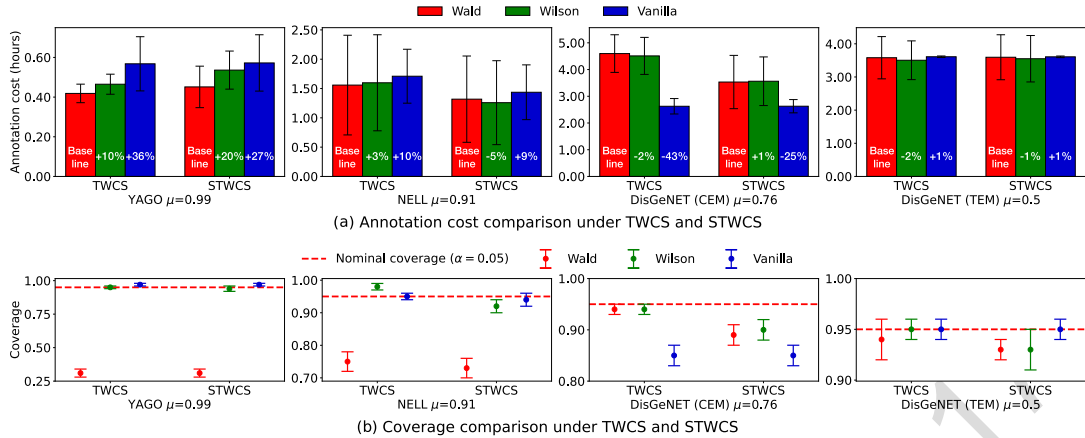 Wald Wilson Vanilla
Annotation cost (hours)
0.60
0.40
0.20
0.00
Base line +10% +36% Base line +20% +27%
TWCS STWCS
YAGO μ=0.99
1.50
1.00
0.50
0.00
Base line +3% +10% Base line -5% +9%
TWCS STWCS
NELL μ=0.91
5.00
4.00
3.00
2.00
1.00
0.00
Base line -2% -43% Base line +1% -25%
TWCS STWCS
DisGeNET (CEM) μ=0.76
4.00
3.00
2.00
1.00
0.00
Base line -2% +1% Base line -1% +1%
TWCS STWCS
DisGeNET (TEM) μ=0.5
(a) Annotation cost comparison under TWCS and STWCS
Nominal coverage (α = 0.05) Wald Wilson Vanilla
Coverage
1.00
0.75
0.50
0.25
TWCS STWCS
YAGO μ=0.99
1.00
0.90
0.80
0.70
TWCS STWCS
NELL μ=0.91
1.00
0.90
0.80
TWCS STWCS
DisGeNET (CEM) μ=0.76
1.00
0.95
0.90
TWCS STWCS
DisGeNET (TEM) μ=0.5
(b) Coverage comparison under TWCS and STWCS